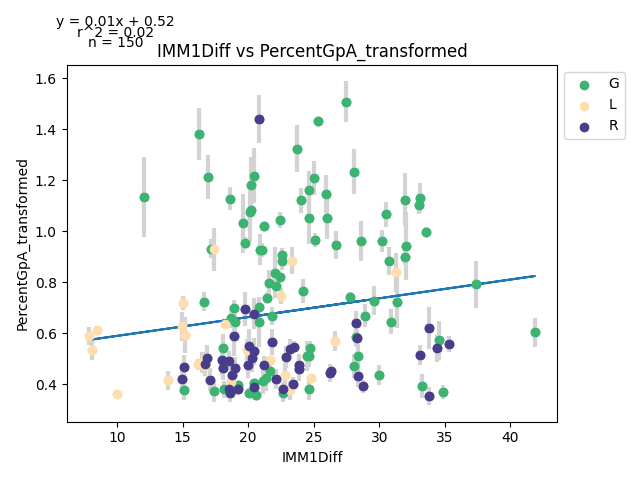 y = 0.01x + 0.52
r^2 = 0.02
n = 150
IMM1Diff vs PercentGpA_transformed
G
L
R
PercentGpA_transformed
1.6
1.4
1.2
1.0
0.8
0.6
0.4
10 15 20 25 30 35 40
IMM1Diff